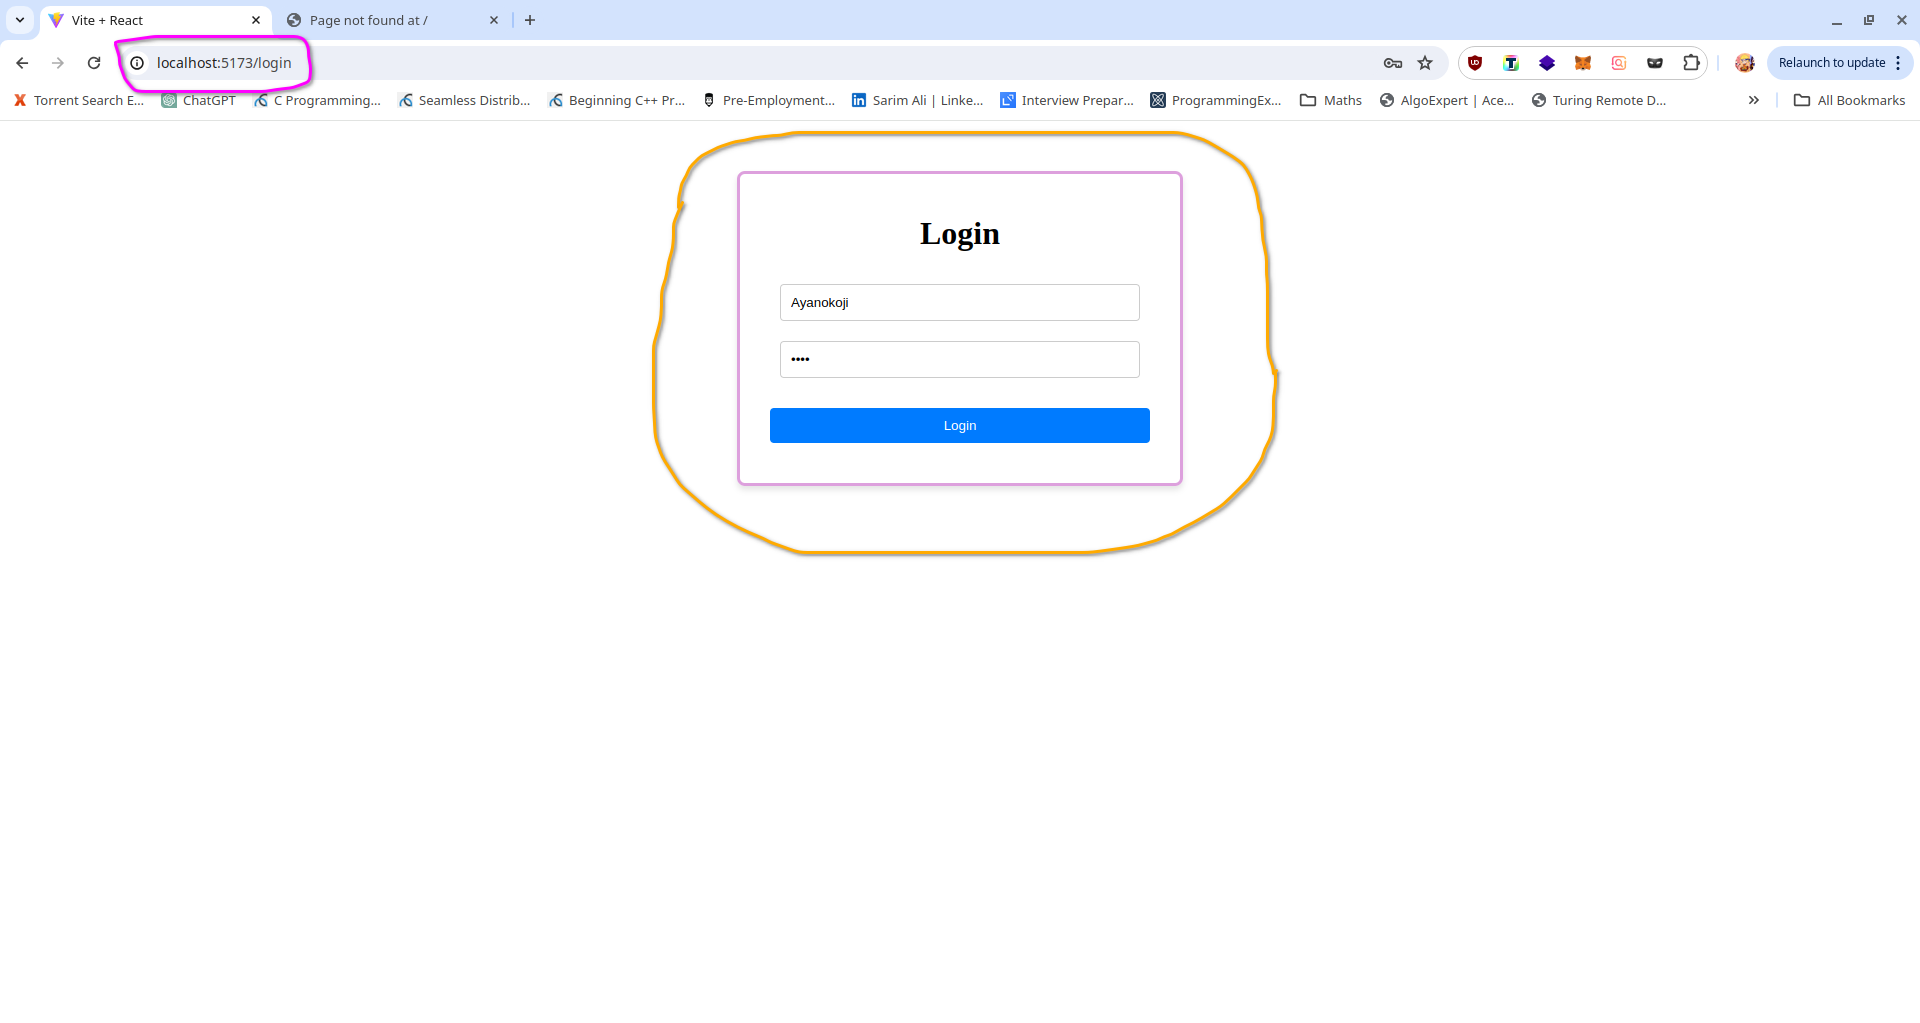 Vite + React
Page not found at /
localhost:5173/login
Relaunch to update
Torrent Search E...
ChatGPT
C Programming...
Seamless Distrib...
Beginning C++ Pr...
Pre-Employment...
Sarim Ali | Linke...
Interview Prepar...
ProgrammingEx...
Maths
AlgoExpert | Ace...
Turing Remote D...
All Bookmarks
Login
Ayanokoji
••••
Login